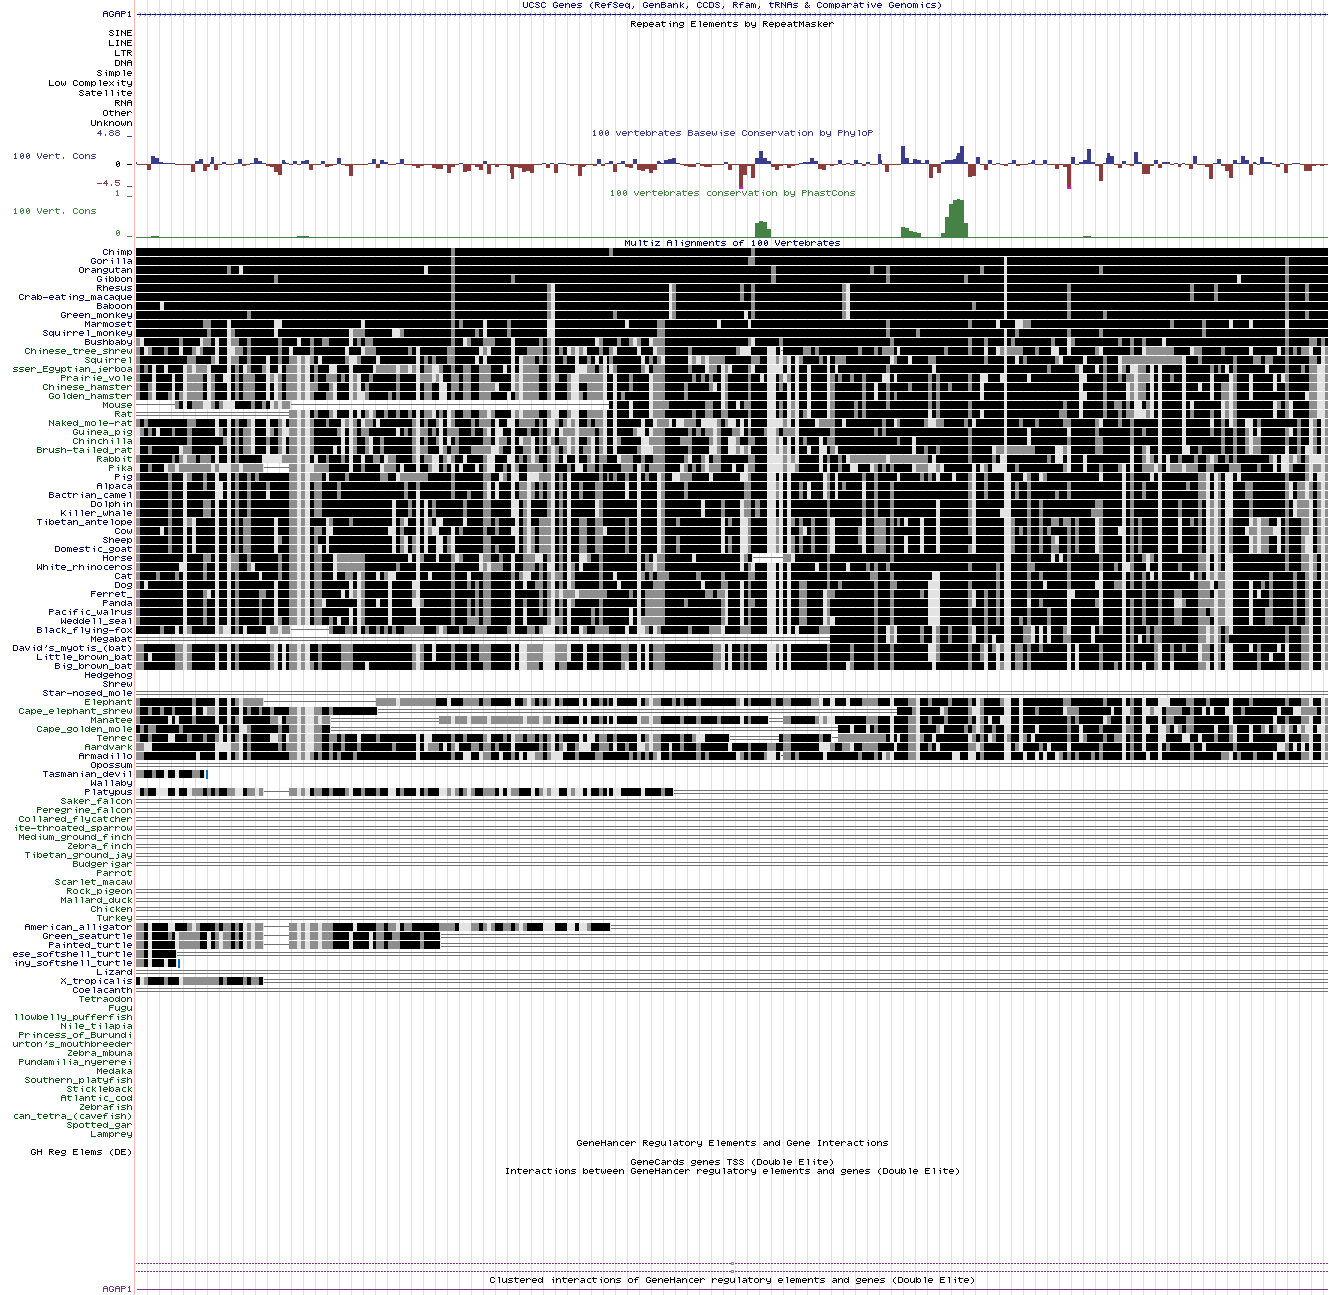 UCSC Genes (RefSeq, GenBank, CCDS, Rfam, tRNAs & Comparative Genomics)
AGAP1
Repeating Elements by RepeatMasker
SINE
LINE
LTR
DNA
Simple
Low Complexity
Satellite
RNA
Other
Unknown
4.88 _
100 vertebrates Basewise Conservation by PhyloP
100 Vert. Cons
0 _
-4.5 _
100 vertebrates conservation by PhastCons
1 _
100 Vert. Cons
0 _
Multiz Alignments of 100 Vertebrates
Chimp
Gorilla
Orangutan
Gibbon
Rhesus
Crab-eating_macaque
Baboon
Green_monkey
Marmoset
Squirrel_monkey
Bushbaby
Chinese_tree_shrew
Squirrel
sser_Egyptian_jerboa
Prairie_vole
Chinese_hamster
Golden_hamster
Mouse
Rat
Naked_mole-rat
Guinea_pig
Chinchilla
Brush-tailed_rat
Rabbit
Pika
Pig
Alpaca
Bactrian_camel
Dolphin
Killer_whale
Tibetan_antelope
Cow
Sheep
Domestic_goat
Horse
White_rhinoceros
Cat
Dog
Ferret_
Panda
Pacific_walrus
Weddell_seal
Black_flying-fox
Megabat
David's_myotis_(bat)
Little_brown_bat
Big_brown_bat
Hedgehog
Shrew
Star-nosed_mole
Elephant
Cape_elephant_shrew
Manatee
Cape_golden_mole
Tenrec
Aardvark
Armadillo
Opossum
Tasmanian_devil
Wallaby
Platypus
Saker_falcon
Peregrine_falcon
Collared_flycatcher
ite-throated_sparrow
Medium_ground_finch
Zebra_finch
Tibetan_ground_jay
Budgerigar
Parrot
Scarlet_macaw
Rock_pigeon
Mallard_duck
Chicken
Turkey
American_alligator
Green_seaturtle
Painted_turtle
ese_softshell_turtle
iny_softshell_turtle
Lizard
X_tropicalis
Coelacanth
Tetraodon
Fugu
llowbelly_pufferfish
Nile_tilapia
Princess_of_Burundi
urton's_mouthbreeder
Zebra_mbuna
Pundamilia_nyererei
Medaka
Southern_platyfish
Stickleback
Atlantic_cod
Zebrafish
can_tetra_(cavefish)
Spotted_gar
Lamprey
GeneHancer Regulatory Elements and Gene Interactions
GH Reg Elems (DE)
GeneCards genes TSS (Double Elite)
Interactions between GeneHancer regulatory elements and genes (Double Elite)
Clustered interactions of GeneHancer regulatory elements and genes (Double Elite)
AGAP1